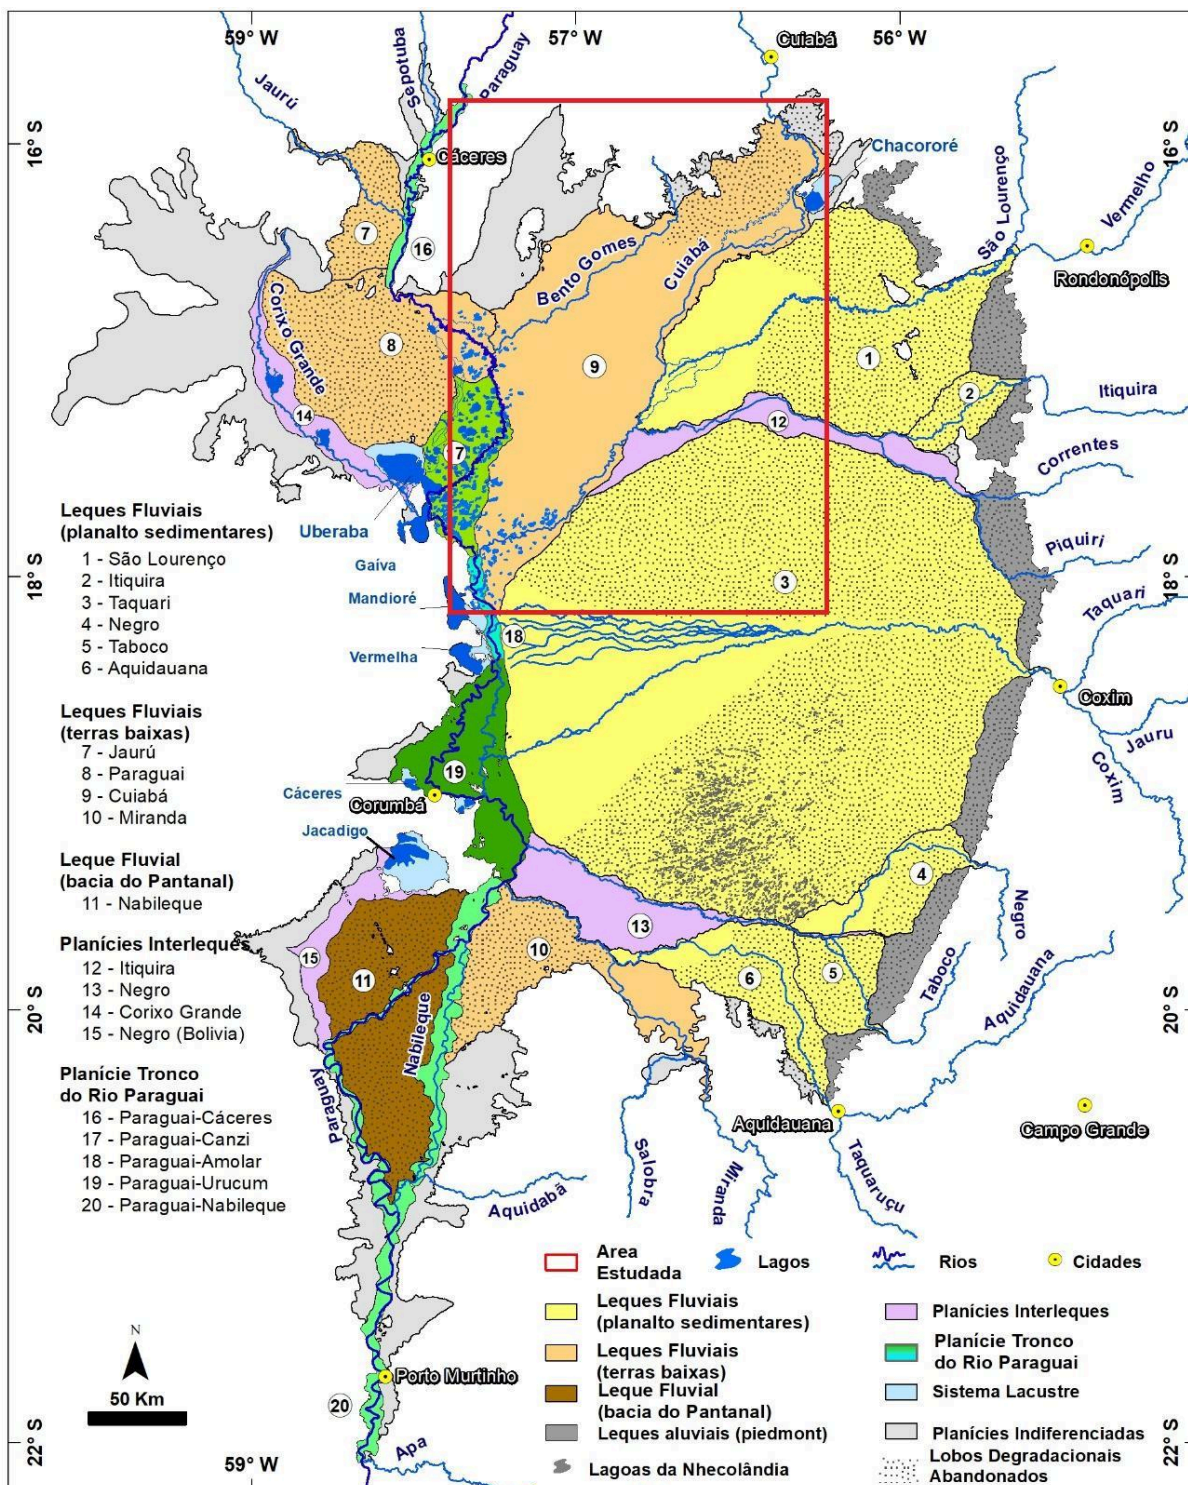 59° W
57° W
56° W
Cuiabá
Sepotuba
Paraguay
Jaurú
16° S
16° S
Cáceres
Chacororé
São Lourenço
Vermelho
7
16
Bento Gomes
Cuiabá
Rondonópolis
Corixo Grande
8
9
1
2
Itiquira
14
12
7
Correntes
Leques Fluviais
(planalto sedimentares)
1 - São Lourenço
2 - Itiquira
3 - Taquari
4 - Negro
5 - Taboco
6 - Aquidauana
Uberaba
Gaíva
Mandioré
Vermelha
Piquiri
18° S
18° S
3
Taquari
18
Coxim
Jauru
Coxim
Leques Fluviais
(terras baixas)
7 - Jaurú
8 - Paraguai
9 - Cuiabá
10 - Miranda
19
Cáceres
Corumbá
Jacadigo
Leque Fluvial
(bacia do Pantanal)
11 - Nabileque
4
Negro
Planícies Interleques
12 - Itiquira
13 - Negro
14 - Corixo Grande
15 - Negro (Bolivia)
15
11
10
13
6
5
Taboco
Aquidauana
Nabileque
20° S
20° S
Planície Tronco
do Rio Paraguai
16 - Paraguai-Cáceres
17 - Paraguai-Canzi
18 - Paraguai-Amolar
19 - Paraguai-Urucum
20 - Paraguai-Nabileque
Paraguay
Aquidauana
Campo Grande
Salobra
Miranda
Taquaruçu
Aquidabã
Area
Estudada
Lagos
Rios
Cidades
Leques Fluviais
(planalto sedimentares)
Planícies Interleques
Leques Fluviais
(terras baixas)
Planície Tronco
do Rio Paraguai
Leque Fluvial
(bacia do Pantanal)
Sistema Lacustre
Leques aluviais (piedmont)
Planícies Indiferenciadas
Lagoas da Nhecolândia
Lobos Degradacionais
Abandonados
N
50 Km
Porto Murtinho
20
Apa
22° S
22° S
59° W